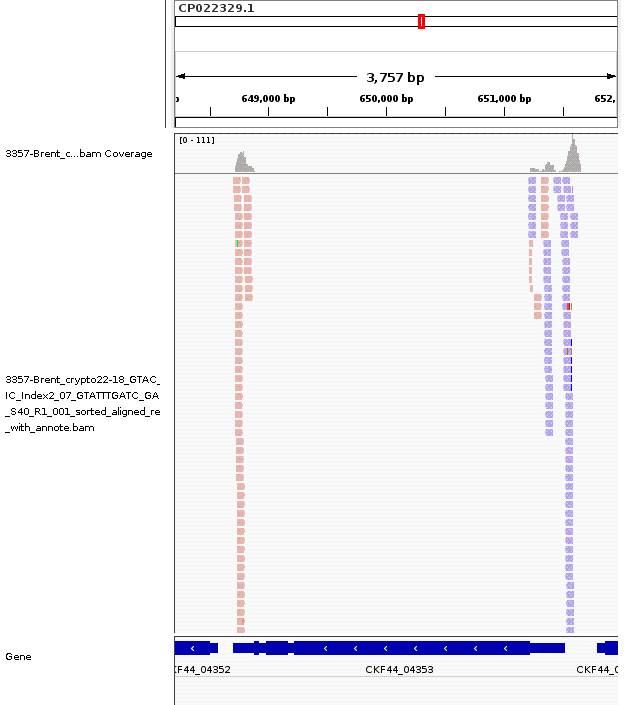 CP022329.1
3,757 bp
649,000 bp 650,000 bp 651,000 bp 652,
[0 - 111]
3357-Brent_c...bam Coverage
3357-Brent_crypto22-18_GTAC_
IC_Index2_07_GTATTTGATC_GA
_S40_R1_001_sorted_aligned_re
_with_annote.bam
Gene
CKF44_04352 CKF44_04353 CKF44_0